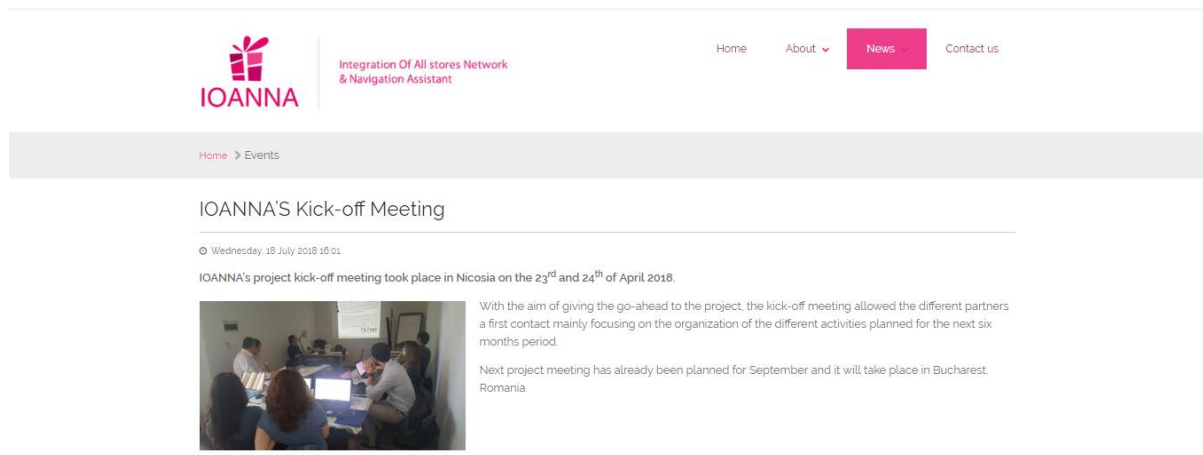 Integration Of All stores Network
& Navigation Assistant
IOANNA
Home About News Contact us
Home > Events
IOANNA'S Kick-off Meeting
Wednesday, 18 July 2018 16:01
IOANNA's project kick-off meeting took place in Nicosia on the 23rd and 24th of April 2018.
With the aim of giving the go-ahead to the project, the kick-off meeting allowed the different partners
a first contact mainly focusing on the organization of the different activities planned for the next six
months period.
Next project meeting has already been planned for September and it will take place in Bucharest,
Romania.